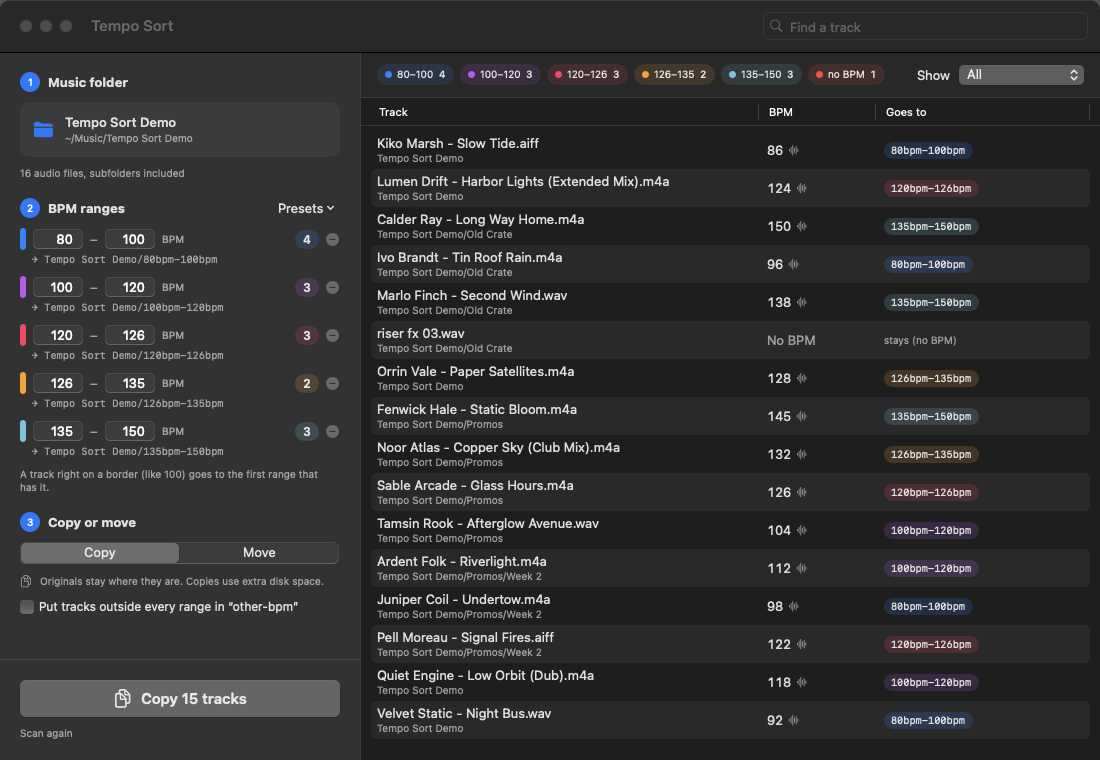 Tempo Sort
Find a track
1 Music folder
Tempo Sort Demo
~/Music/Tempo Sort Demo
16 audio files, subfolders included
2 BPM ranges Presets
80 – 100 BPM 4
→ Tempo Sort Demo/80bpm–100bpm
100 – 120 BPM 3
→ Tempo Sort Demo/100bpm–120bpm
120 – 126 BPM 3
→ Tempo Sort Demo/120bpm–126bpm
126 – 135 BPM 2
→ Tempo Sort Demo/126bpm–135bpm
135 – 150 BPM 3
→ Tempo Sort Demo/135bpm–150bpm
A track right on a border (like 100) goes to the first range that
has it.
3 Copy or move
Copy Move
Originals stay where they are. Copies use extra disk space.
Put tracks outside every range in “other-bpm”
Copy 15 tracks
Scan again
80–100 4 100–120 3 120–126 3 126–135 2 135–150 3 no BPM 1 Show All
Track BPM Goes to
Kiko Marsh - Slow Tide.aiff
Tempo Sort Demo
86 80bpm–100bpm
Lumen Drift - Harbor Lights (Extended Mix).m4a
Tempo Sort Demo
124 120bpm–126bpm
Calder Ray - Long Way Home.m4a
Tempo Sort Demo/Old Crate
150 135bpm–150bpm
Ivo Brandt - Tin Roof Rain.m4a
Tempo Sort Demo/Old Crate
96 80bpm–100bpm
Marlo Finch - Second Wind.wav
Tempo Sort Demo/Old Crate
138 135bpm–150bpm
riser fx 03.wav
Tempo Sort Demo/Old Crate
No BPM stays (no BPM)
Orrin Vale - Paper Satellites.m4a
Tempo Sort Demo
128 126bpm–135bpm
Fenwick Hale - Static Bloom.m4a
Tempo Sort Demo/Promos
145 135bpm–150bpm
Noor Atlas - Copper Sky (Club Mix).m4a
Tempo Sort Demo/Promos
132 126bpm–135bpm
Sable Arcade - Glass Hours.m4a
Tempo Sort Demo/Promos
126 120bpm–126bpm
Tamsin Rook - Afterglow Avenue.wav
Tempo Sort Demo/Promos
104 100bpm–120bpm
Ardent Folk - Riverlight.m4a
Tempo Sort Demo/Promos/Week 2
112 100bpm–120bpm
Juniper Coil - Undertow.m4a
Tempo Sort Demo/Promos/Week 2
98 80bpm–100bpm
Pell Moreau - Signal Fires.aiff
Tempo Sort Demo/Promos/Week 2
122 120bpm–126bpm
Quiet Engine - Low Orbit (Dub).m4a
Tempo Sort Demo
118 100bpm–120bpm
Velvet Static - Night Bus.wav
Tempo Sort Demo
92 80bpm–100bpm